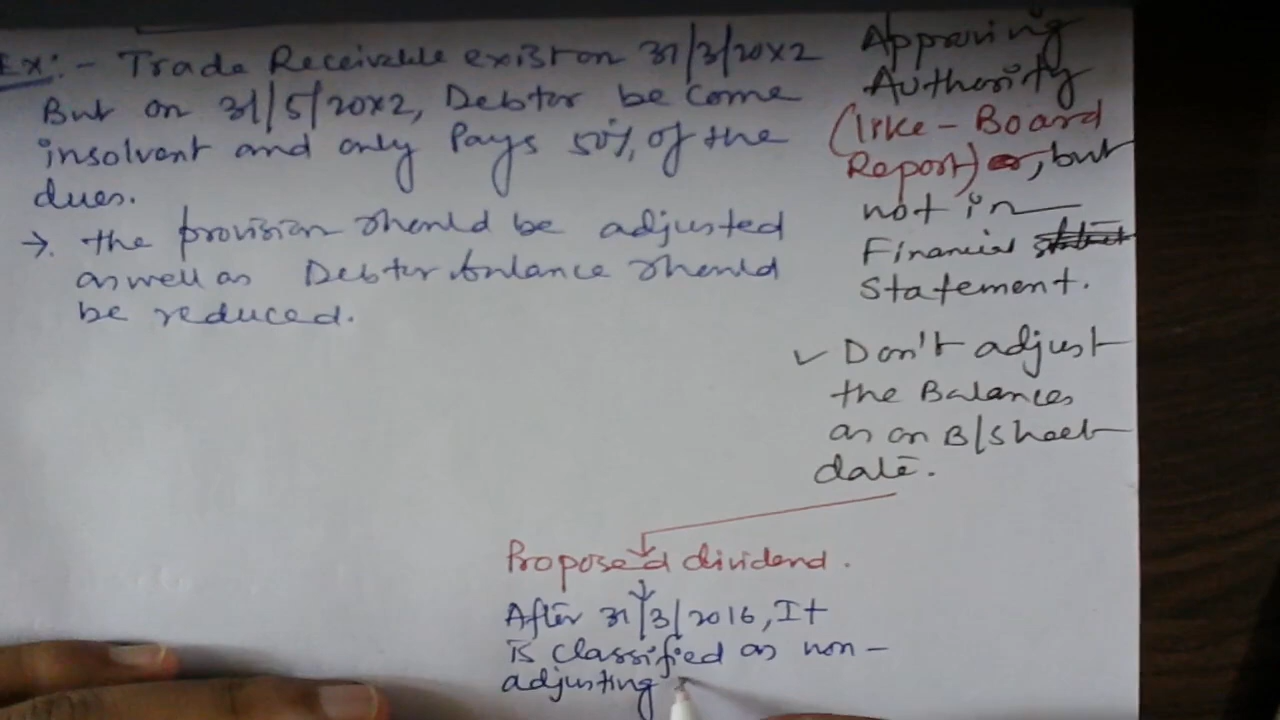 Ex:- Trade Receivable exist on 31/3/20x2
But on 31/5/20x2, Debtor become
insolvent and only Pays 50% of the
dues.
→. the provision should be adjusted
as well as Debtor balance should
be reduced.
Approving
Authority
(like - Board
Report), but
not in
Financial
Statement.
✓ Don't adjust
the Balances
as on B/Sheet
date.
Proposed dividend.
After 31/3/2016, It
is classified as non-
adjusting